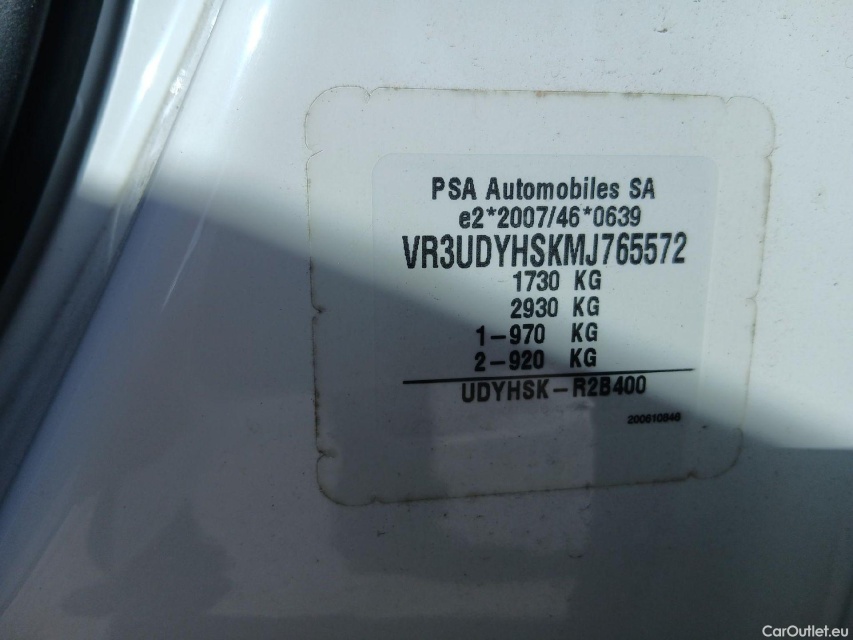 PSA Automobiles SA
e2*2007/46*0639
VR3UDYHSKMJ765572
1730 KG
2930 KG
1-970 KG
2-920 KG
UDYHSK-R2B400
200610946
CarOutlet.eu